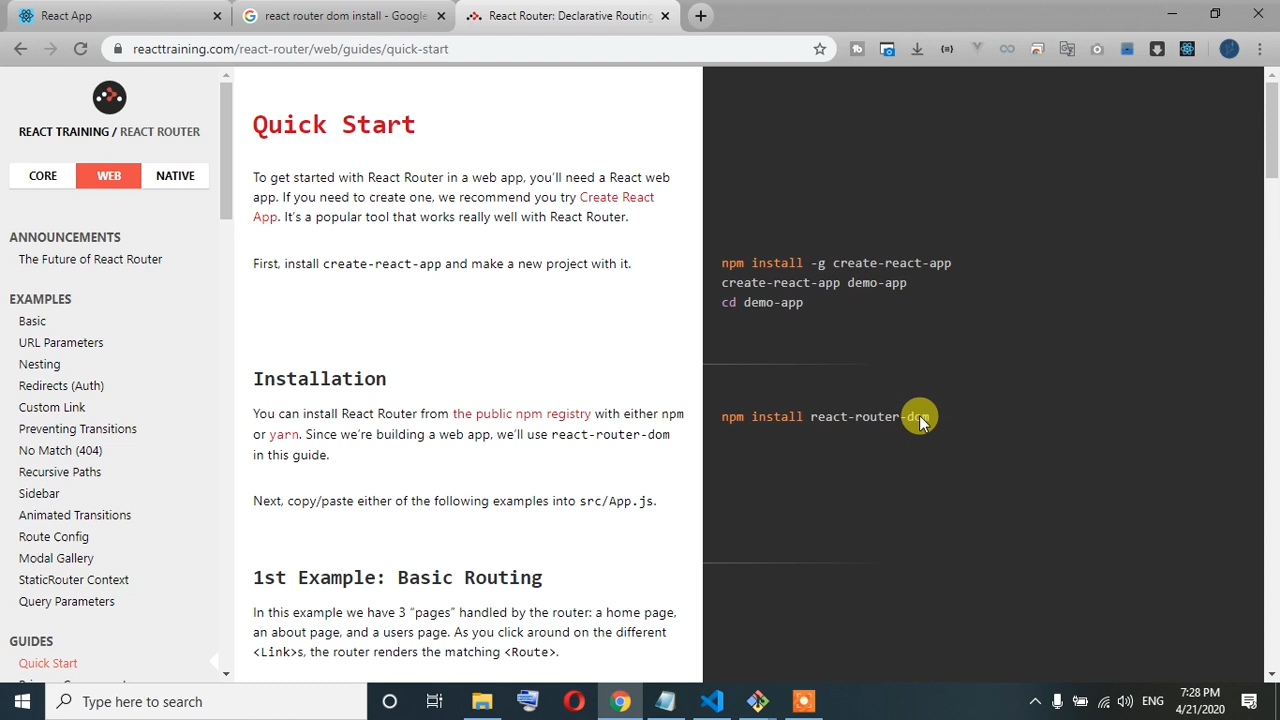 React App
react router dom install - Google
React Router: Declarative Routing
reacttraining.com/react-router/web/guides/quick-start
REACT TRAINING / REACT ROUTER
CORE
WEB
NATIVE
ANNOUNCEMENTS
The Future of React Router
EXAMPLES
Basic
URL Parameters
Nesting
Redirects (Auth)
Custom Link
Preventing Transitions
No Match (404)
Recursive Paths
Sidebar
Animated Transitions
Route Config
Modal Gallery
StaticRouter Context
Query Parameters
GUIDES
Quick Start
Quick Start
To get started with React Router in a web app, you'll need a React web
app. If you need to create one, we recommend you try Create React
App. It's a popular tool that works really well with React Router.
First, install create-react-app and make a new project with it.
npm install -g create-react-app
create-react-app demo-app
cd demo-app
Installation
You can install React Router from the public npm registry with either npm
or yarn. Since we're building a web app, we'll use react-router-dom
in this guide.
npm install react-router-dom
Next, copy/paste either of the following examples into src/App.js.
1st Example: Basic Routing
In this example we have 3 "pages" handled by the router: a home page,
an about page, and a users page. As you click around on the different
<Link>s, the router renders the matching <Route>.
Type here to search
ENG
7:28 PM
4/21/2020